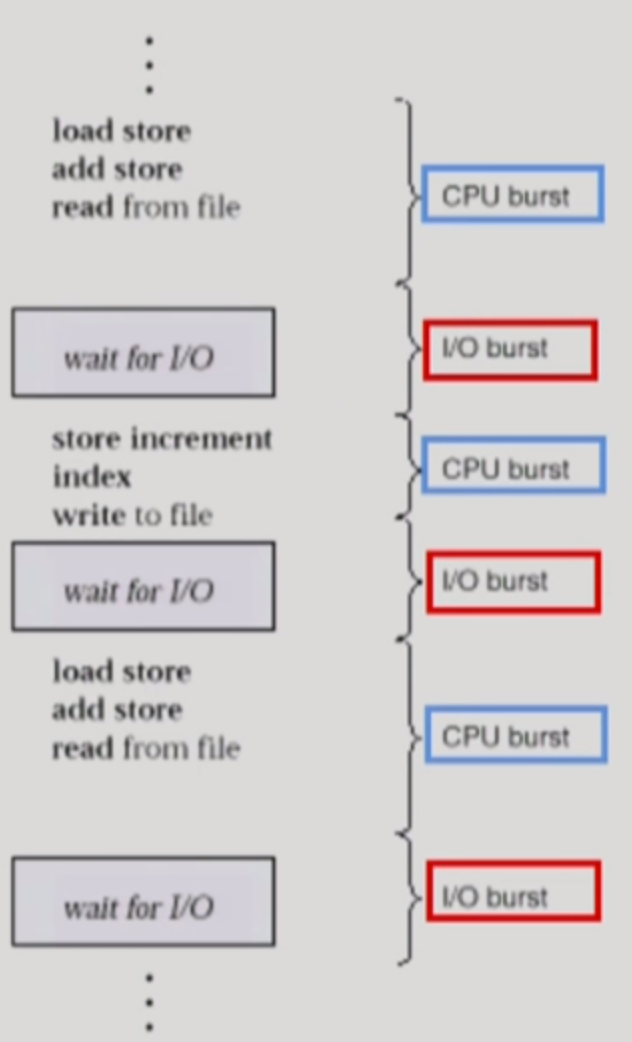 load store
add store
read from file
CPU burst
wait for I/O
I/O burst
store increment
index
write to file
CPU burst
wait for I/O
I/O burst
load store
add store
read from file
CPU burst
wait for I/O
I/O burst